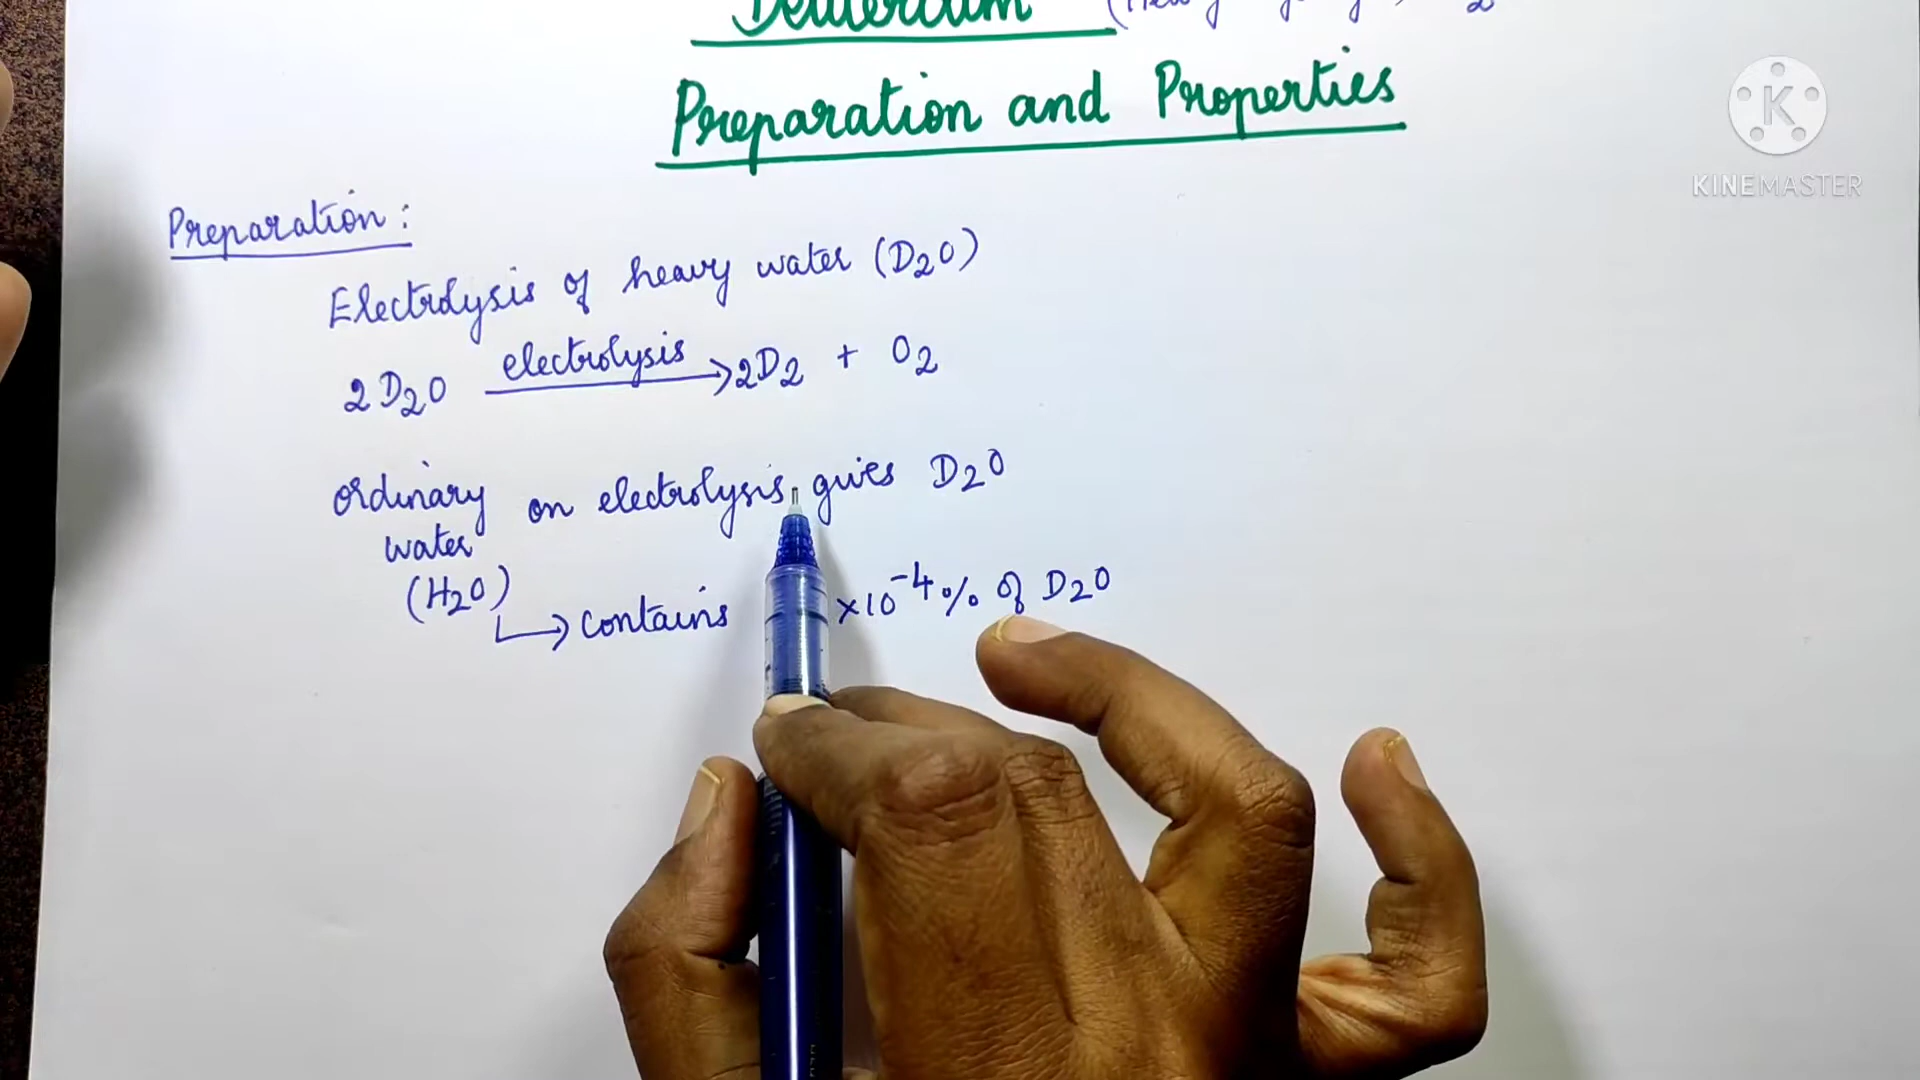 Deuterium
Preparation and Properties
KINEMASTER
Preparation:
Electrolysis of heavy water (D2O)
2D2O electrolysis → 2D2 + O2
Ordinary water on electrolysis gives D2O
(H2O)
↳ Contains ×10⁻⁴% of D2O